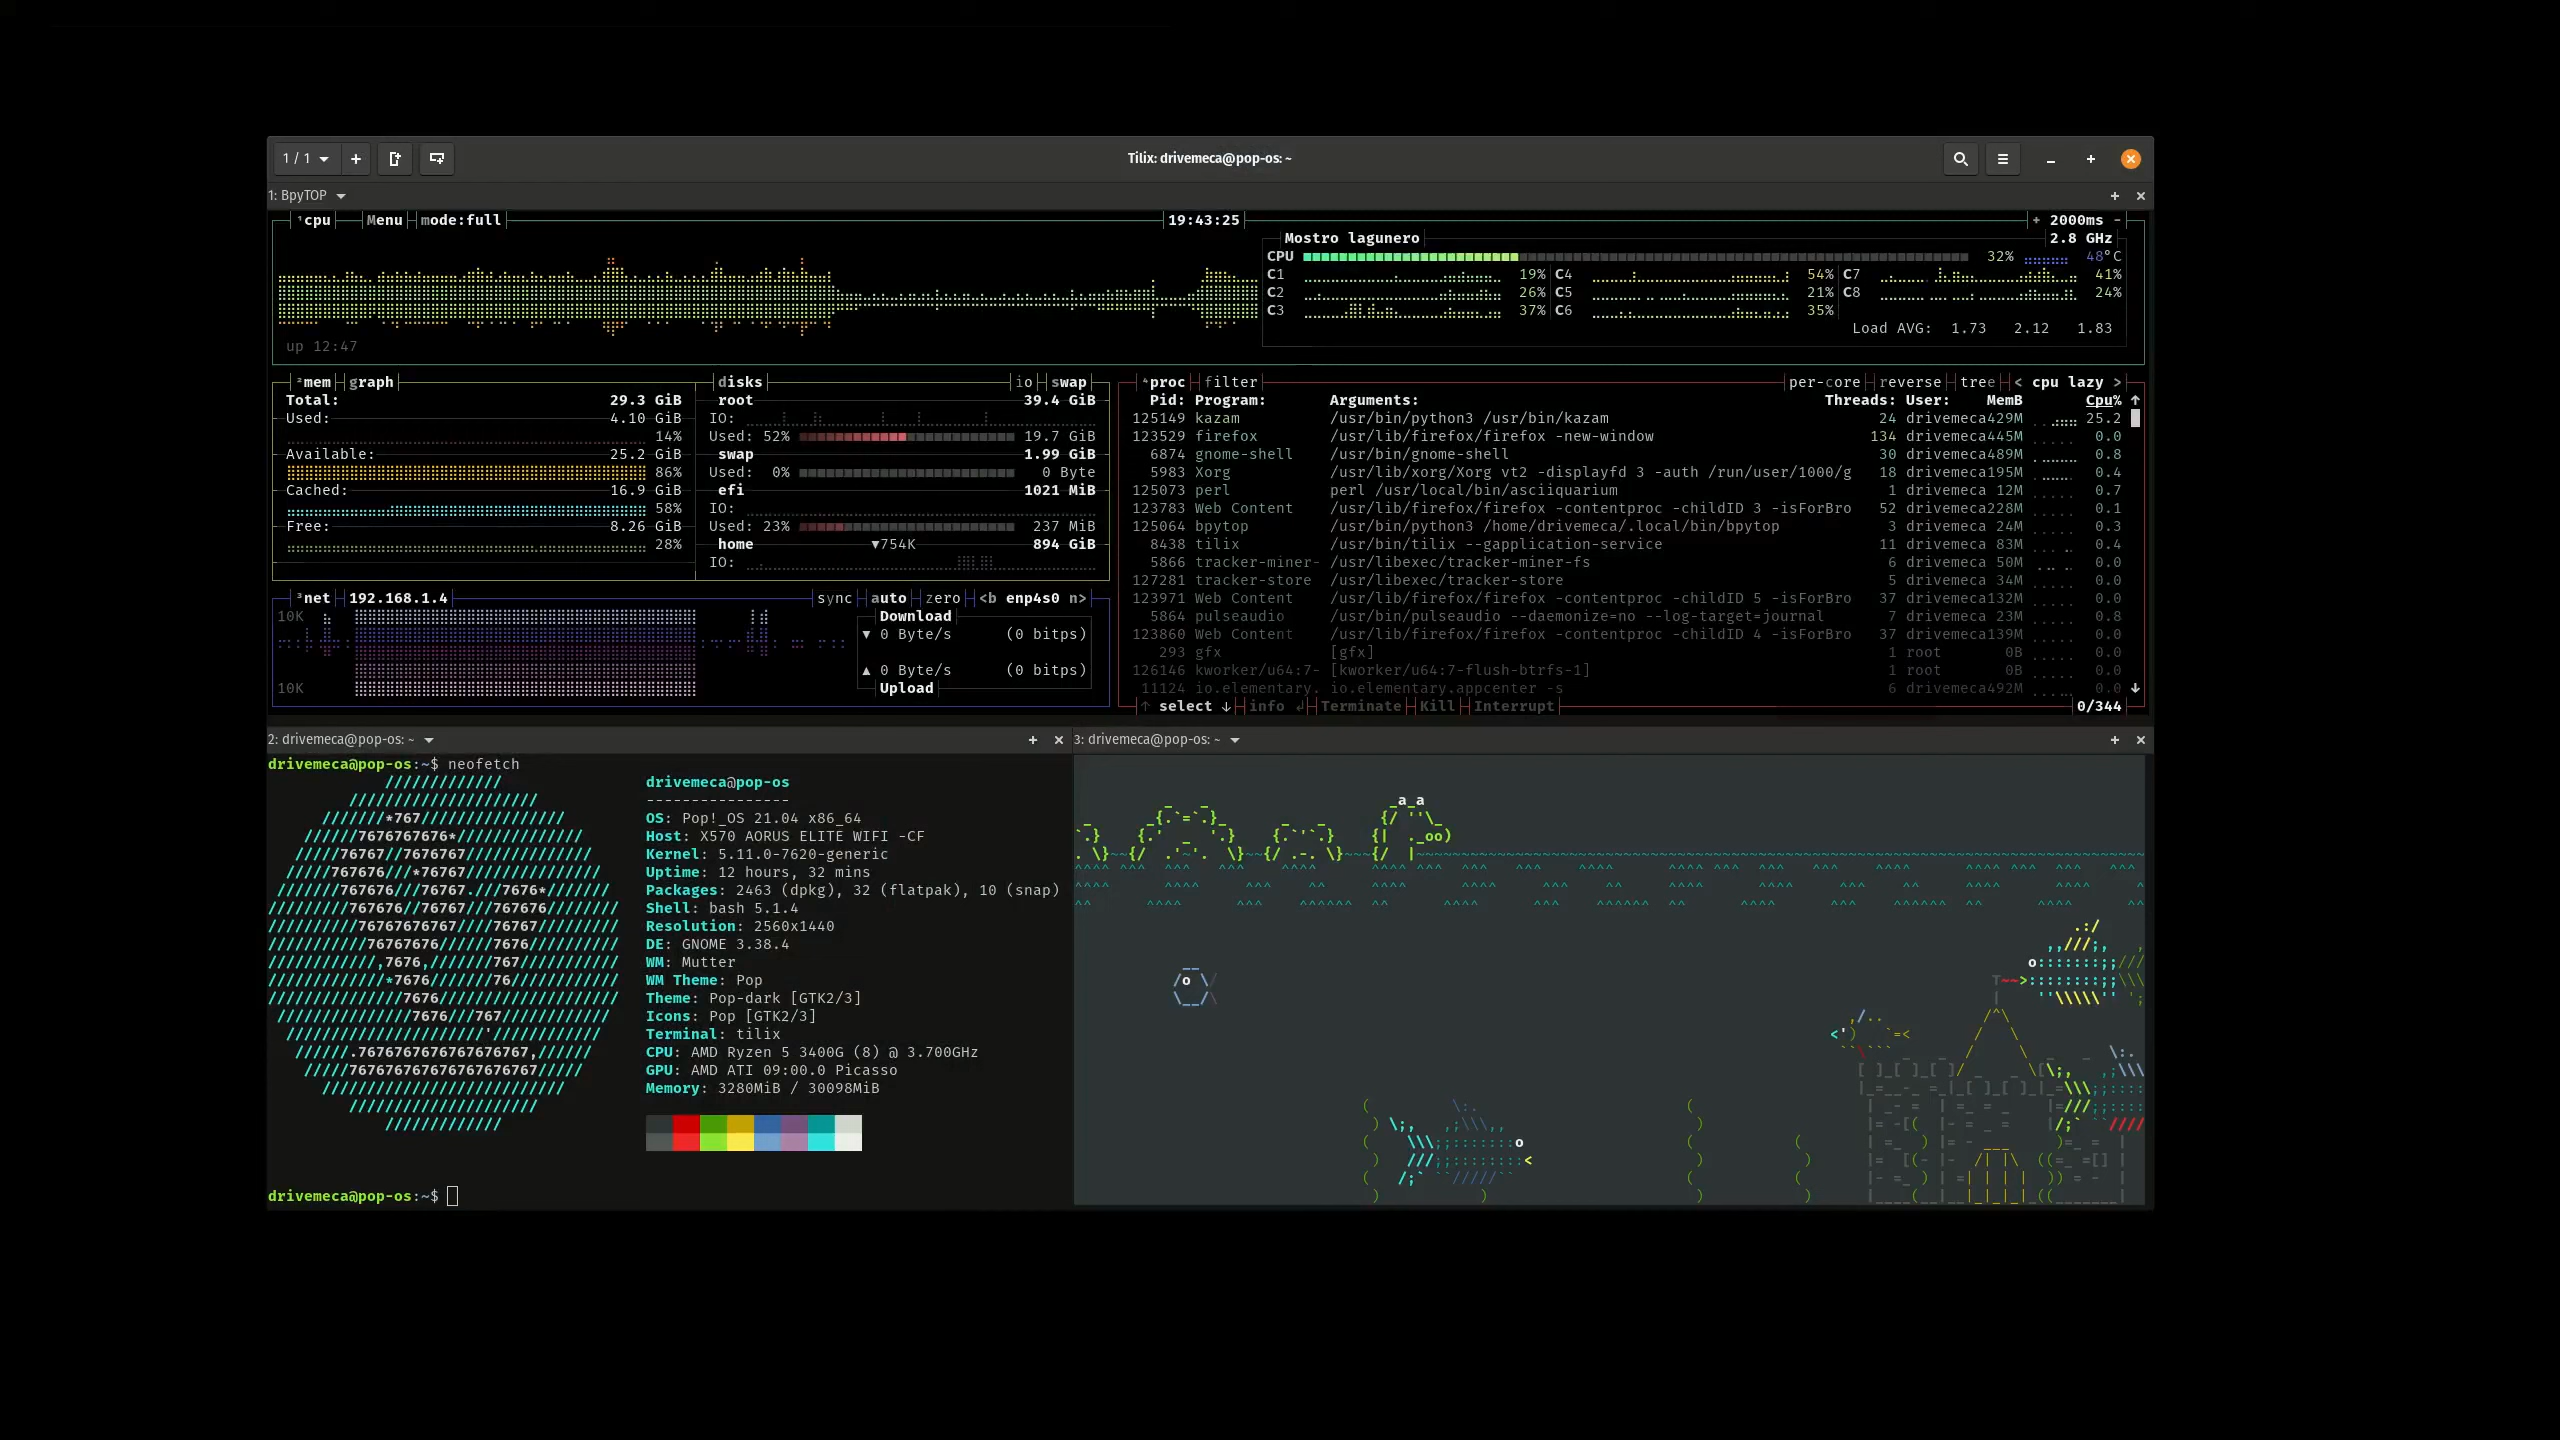 1 / 1
Tilix: drivemeca@pop-os: ~
1: BpyTOP
¹cpu Menu mode:full 19:43:25 + 2000ms -
Mostro lagunero 2.8 GHz
CPU 32% 48°C
C1 19% C4 54% C7 41%
C2 26% C5 21% C8 24%
C3 37% C6 35%
Load AVG: 1.73 2.12 1.83
up 12:47
²mem graph
Total: 29.3 GiB
Used: 4.10 GiB
14%
Available: 25.2 GiB
86%
Cached: 16.9 GiB
58%
Free: 8.26 GiB
28%
disks io swap
root 39.4 GiB
IO:
Used: 52% 19.7 GiB
swap 1.99 GiB
Used: 0% 0 Byte
efi 1021 MiB
IO:
Used: 23% 237 MiB
home ▼754K 894 GiB
IO:
³net 192.168.1.4 sync auto zero <b enp4s0 n>
10K
Download
▼ 0 Byte/s (0 bitps)
▲ 0 Byte/s (0 bitps)
Upload
10K
⁴proc filter per-core reverse tree < cpu lazy >
Pid: Program: Arguments: Threads: User: MemB Cpu% ↑
125149 kazam /usr/bin/python3 /usr/bin/kazam 24 drivemeca429M 25.2
123529 firefox /usr/lib/firefox/firefox -new-window 134 drivemeca445M 0.0
6874 gnome-shell /usr/bin/gnome-shell 30 drivemeca489M 0.8
5983 Xorg /usr/lib/xorg/Xorg vt2 -displayfd 3 -auth /run/user/1000/g 18 drivemeca195M 0.4
125073 perl perl /usr/local/bin/asciiquarium 1 drivemeca 12M 0.7
123783 Web Content /usr/lib/firefox/firefox -contentproc -childID 3 -isForBro 52 drivemeca228M 0.1
125064 bpytop /usr/bin/python3 /home/drivemeca/.local/bin/bpytop 3 drivemeca 24M 0.3
8438 tilix /usr/bin/tilix --gapplication-service 11 drivemeca 83M 0.4
5866 tracker-miner- /usr/libexec/tracker-miner-fs 6 drivemeca 50M 0.0
127281 tracker-store /usr/libexec/tracker-store 5 drivemeca 34M 0.0
123971 Web Content /usr/lib/firefox/firefox -contentproc -childID 5 -isForBro 37 drivemeca132M 0.0
5864 pulseaudio /usr/bin/pulseaudio --daemonize=no --log-target=journal 7 drivemeca 23M 0.8
123860 Web Content /usr/lib/firefox/firefox -contentproc -childID 4 -isForBro 37 drivemeca139M 0.0
293 gfx [gfx] 1 root 0B 0.0
126146 kworker/u64:7- [kworker/u64:7-flush-btrfs-1] 1 root 0B 0.0
11124 io.elementary. io.elementary.appcenter -s 6 drivemeca492M 0.0 ↓
↑ select ↓ info ↲ Terminate Kill Interrupt 0/344
2: drivemeca@pop-os: ~
drivemeca@pop-os:~$ neofetch
drivemeca@pop-os
----------------
OS: Pop!_OS 21.04 x86_64
Host: X570 AORUS ELITE WIFI -CF
Kernel: 5.11.0-7620-generic
Uptime: 12 hours, 32 mins
Packages: 2463 (dpkg), 32 (flatpak), 10 (snap)
Shell: bash 5.1.4
Resolution: 2560x1440
DE: GNOME 3.38.4
WM: Mutter
WM Theme: Pop
Theme: Pop-dark [GTK2/3]
Icons: Pop [GTK2/3]
Terminal: tilix
CPU: AMD Ryzen 5 3400G (8) @ 3.700GHz
GPU: AMD ATI 09:00.0 Picasso
Memory: 3280MiB / 30098MiB
drivemeca@pop-os:~$
3: drivemeca@pop-os: ~